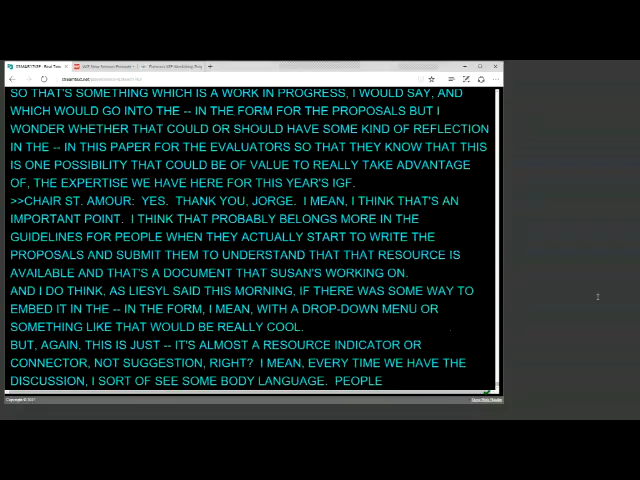 SO THAT'S SOMETHING WHICH IS A WORK IN PROGRESS, I WOULD SAY, AND
WHICH WOULD GO INTO THE -- IN THE FORM FOR THE PROPOSALS BUT I
WONDER WHETHER THAT COULD OR SHOULD HAVE SOME KIND OF REFLECTION
IN THE -- IN THIS PAPER FOR THE EVALUATORS SO THAT THEY KNOW THAT THIS
IS ONE POSSIBILITY THAT COULD BE OF VALUE TO REALLY TAKE ADVANTAGE
OF, THE EXPERTISE WE HAVE HERE FOR THIS YEAR'S IGF.
>>CHAIR ST. AMOUR:  YES.  THANK YOU, JORGE.  I MEAN, I THINK THAT'S AN
IMPORTANT POINT.  I THINK THAT PROBABLY BELONGS MORE IN THE
GUIDELINES FOR PEOPLE WHEN THEY ACTUALLY START TO WRITE THE
PROPOSALS AND SUBMIT THEM TO UNDERSTAND THAT THAT RESOURCE IS
AVAILABLE AND THAT'S A DOCUMENT THAT SUSAN'S WORKING ON.
AND I DO THINK, AS LIESYL SAID THIS MORNING, IF THERE WAS SOME WAY TO
EMBED IT IN THE -- IN THE FORM, I MEAN, WITH A DROP-DOWN MENU OR
SOMETHING LIKE THAT WOULD BE REALLY COOL.
BUT, AGAIN, THIS IS JUST -- IT'S ALMOST A RESOURCE INDICATOR OR
CONNECTOR, NOT SUGGESTION, RIGHT?  I MEAN, EVERY TIME WE HAVE THE
DISCUSSION, I SORT OF SEE SOME BODY LANGUAGE.  PEOPLE